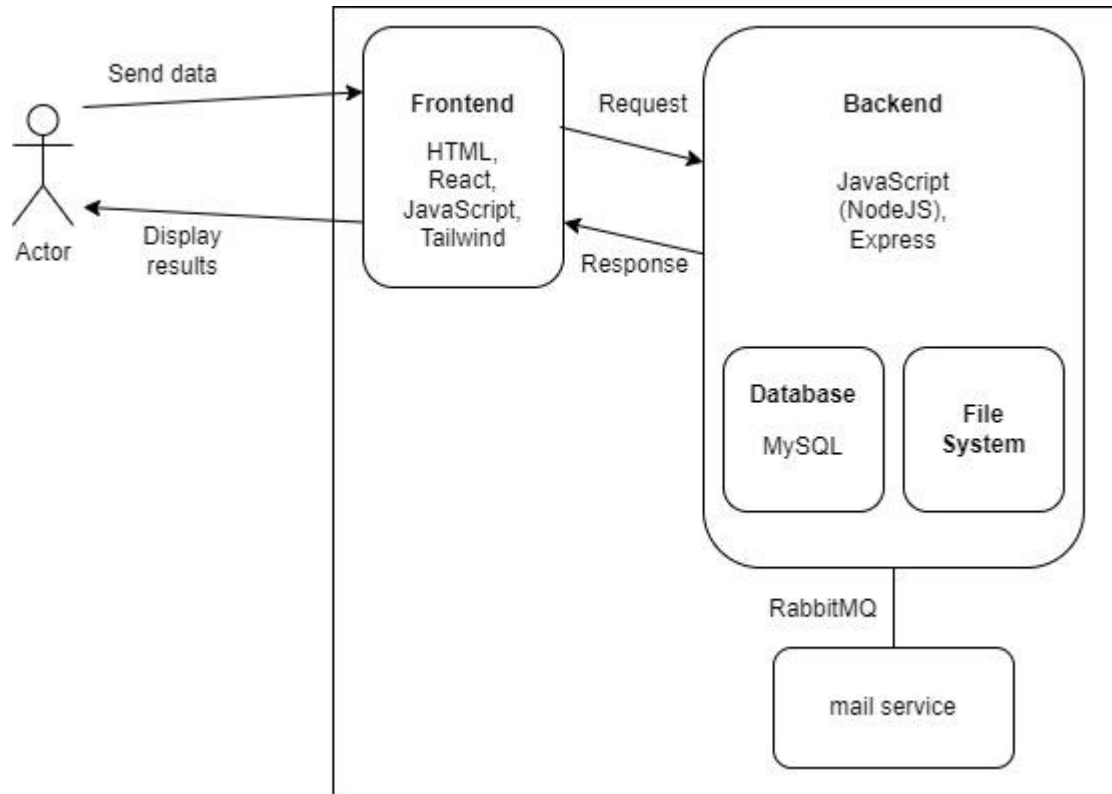 Send data
Actor
Display
results
Frontend
HTML,
React,
JavaScript,
Tailwind
Request
Response
Backend
JavaScript
(NodeJS),
Express
Database
MySQL
File
System
RabbitMQ
mail service